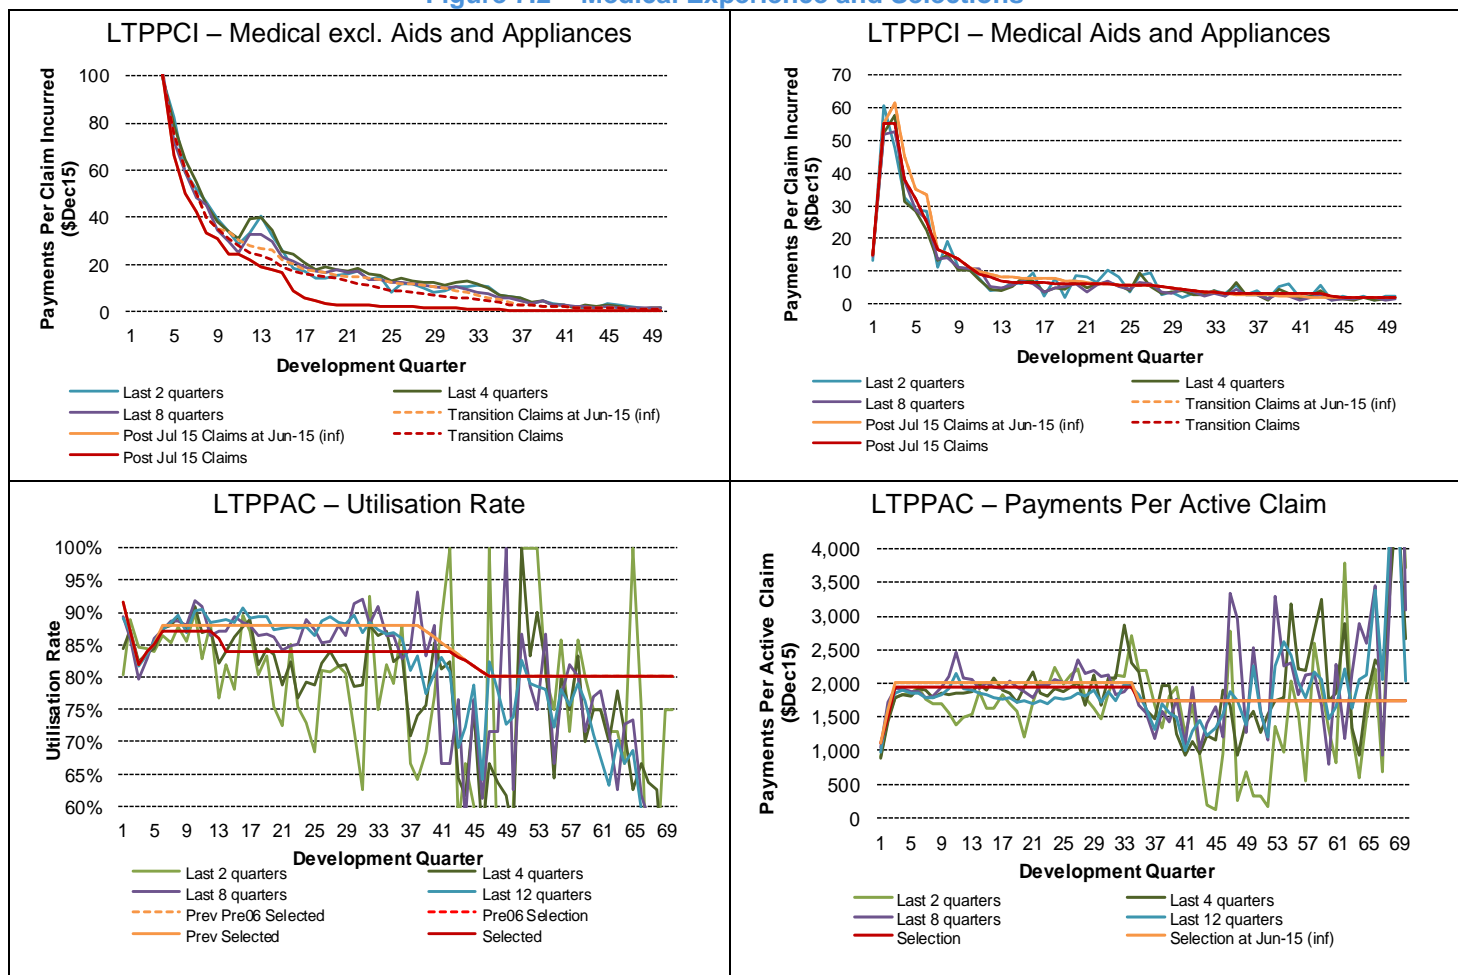 Figure 7.2 – Medical Experience and Selections
LTPPCI – Medical excl. Aids and Appliances
Payments Per Claim Incurred
($Dec15)
100
80
60
40
20
0
1 5 9 13 17 21 25 29 33 37 41 45 49
Development Quarter
Last 2 quarters
Last 4 quarters
Last 8 quarters
Transition Claims at Jun-15 (inf)
Post Jul 15 Claims at Jun-15 (inf)
Transition Claims
Post Jul 15 Claims
LTPPCI – Medical Aids and Appliances
Payments Per Claim Incurred
($Dec15)
70
60
50
40
30
20
10
0
1 5 9 13 17 21 25 29 33 37 41 45 49
Development Quarter
Last 2 quarters
Last 4 quarters
Last 8 quarters
Transition Claims at Jun-15 (inf)
Post Jul 15 Claims at Jun-15 (inf)
Transition Claims
Post Jul 15 Claims
LTPPAC – Utilisation Rate
Utilisation Rate
100%
95%
90%
85%
80%
75%
70%
65%
60%
1 5 9 13 17 21 25 29 33 37 41 45 49 53 57 61 65 69
Development Quarter
Last 2 quarters
Last 4 quarters
Last 8 quarters
Last 12 quarters
Prev Pre06 Selected
Pre06 Selection
Prev Selected
Selected
LTPPAC – Payments Per Active Claim
Payments Per Active Claim
($Dec15)
4,000
3,500
3,000
2,500
2,000
1,500
1,000
500
0
1 5 9 13 17 21 25 29 33 37 41 45 49 53 57 61 65 69
Development Quarter
Last 2 quarters
Last 4 quarters
Last 8 quarters
Last 12 quarters
Selection
Selection at Jun-15 (inf)